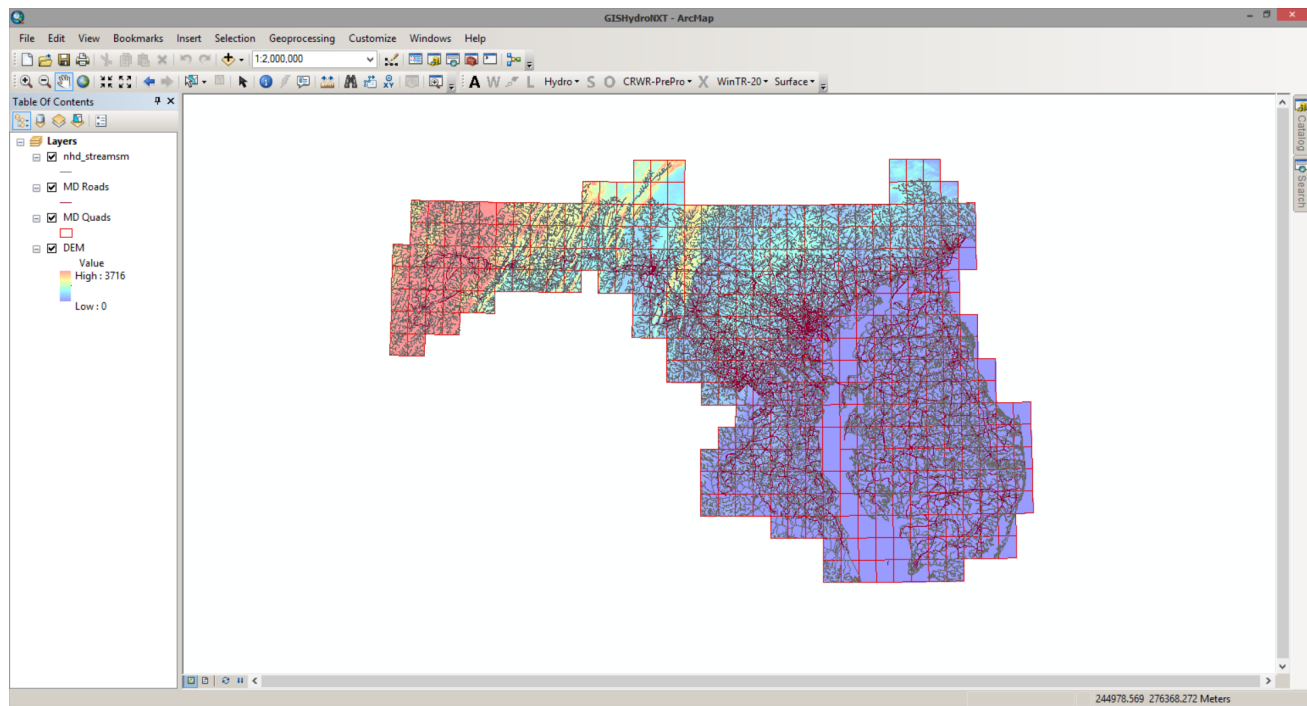 GISHydroNXT - ArcMap
File Edit View Bookmarks Insert Selection Geoprocessing Customize Windows Help
1:2,000,000
A W L Hydro S O CRWR-PrePro X WinTR-20 Surface
Table Of Contents
Layers
nhd_streamsm
MD Roads
MD Quads
DEM
Value
High : 3716
Low : 0
Catalog
Search
244978.569 276368.272 Meters